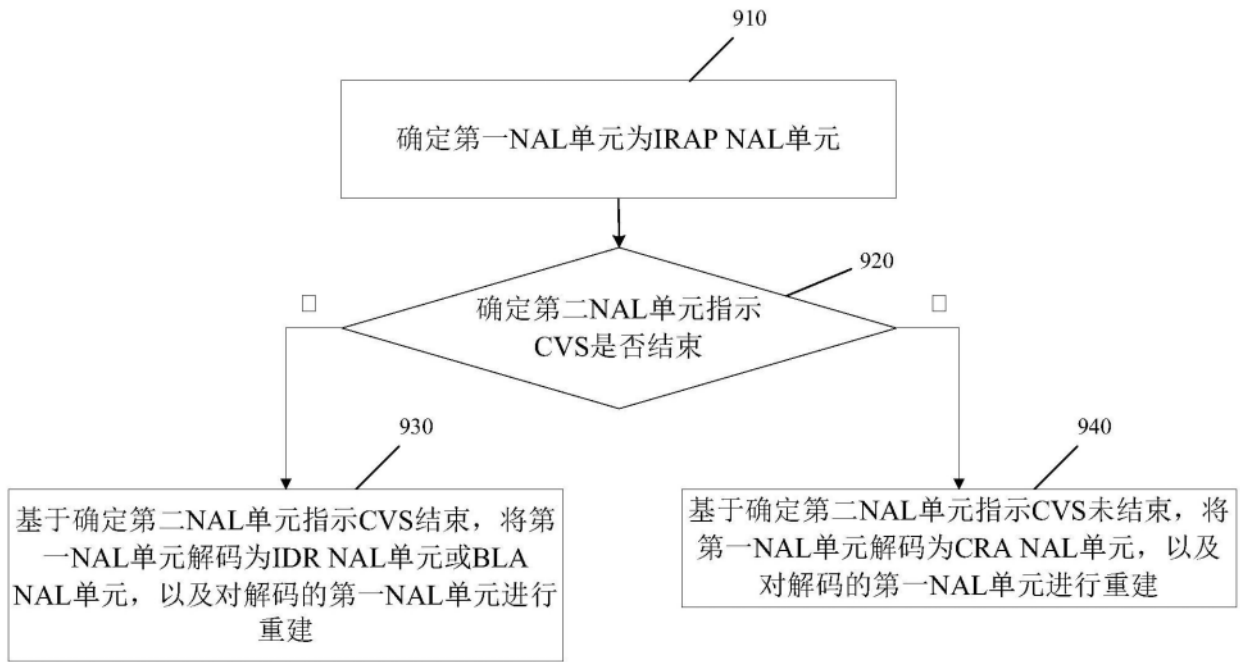 910
确定第一NAL单元为IRAP NAL单元
920
确定第二NAL单元指示
CVS是否结束
930
基于确定第二NAL单元指示CVS结束，将第
一NAL单元解码为IDR NAL单元或BLA
NAL单元，以及对解码的第一NAL单元进行
重建
940
基于确定第二NAL单元指示CVS未结束，将
第一NAL单元解码为CRA NAL单元，以及
对解码的第一NAL单元进行重建